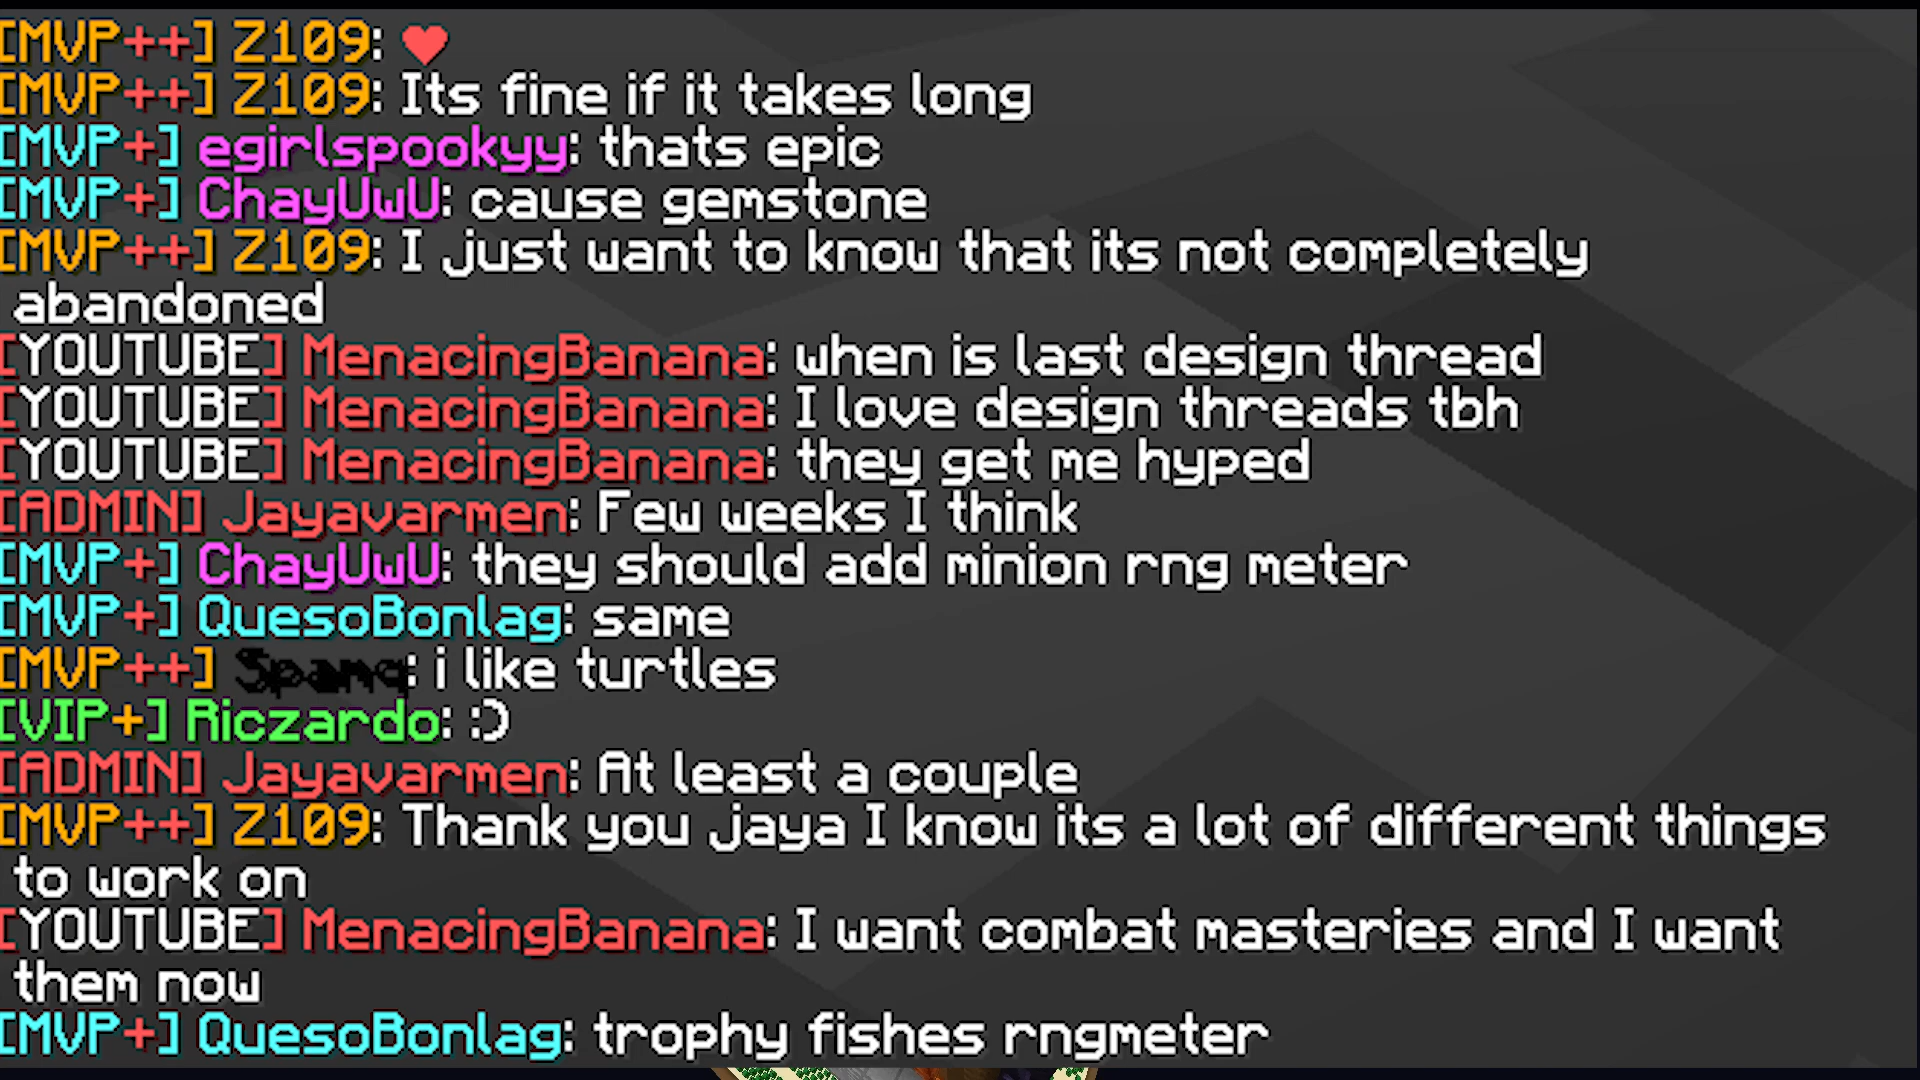 [MVP++] Z109: ❤
[MVP++] Z109: Its fine if it takes long
[MVP+] egirlspookyy: thats epic
[MVP+] ChayUwU: cause gemstone
[MVP++] Z109: I just want to know that its not completely
abandoned
[YOUTUBE] MenacingBanana: when is last design thread
[YOUTUBE] MenacingBanana: I love design threads tbh
[YOUTUBE] MenacingBanana: they get me hyped
[ADMIN] Jayavarmen: Few weeks I think
[MVP+] ChayUwU: they should add minion rng meter
[MVP+] QuesoBonlag: same
[MVP++] Spamq: i like turtles
[VIP+] Riczardo: :)
[ADMIN] Jayavarmen: At least a couple
[MVP++] Z109: Thank you jaya I know its a lot of different things
to work on
[YOUTUBE] MenacingBanana: I want combat masteries and I want
them now
[MVP+] QuesoBonlag: trophy fishes rngmeter